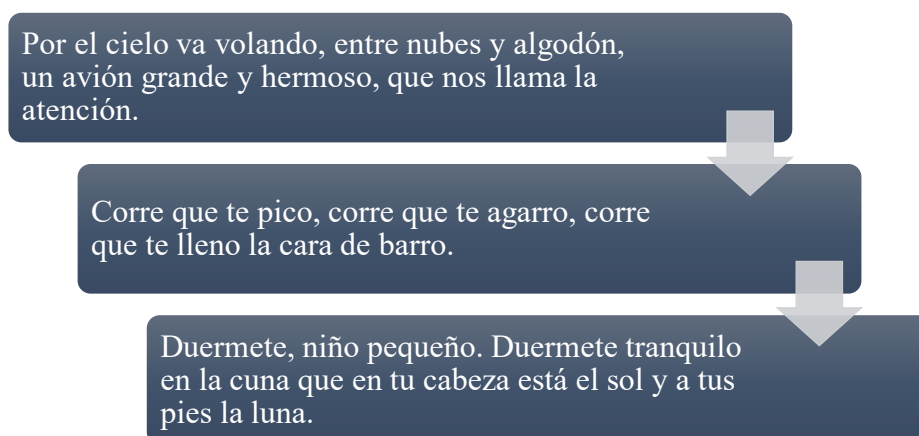 Por el cielo va volando, entre nubes y algodón,
un avión grande y hermoso, que nos llama la
atención.
Corre que te pico, corre que te agarro, corre
que te lleno la cara de barro.
Duermete, niño pequeño. Duermete tranquilo
en la cuna que en tu cabeza está el sol y a tus
pies la luna.